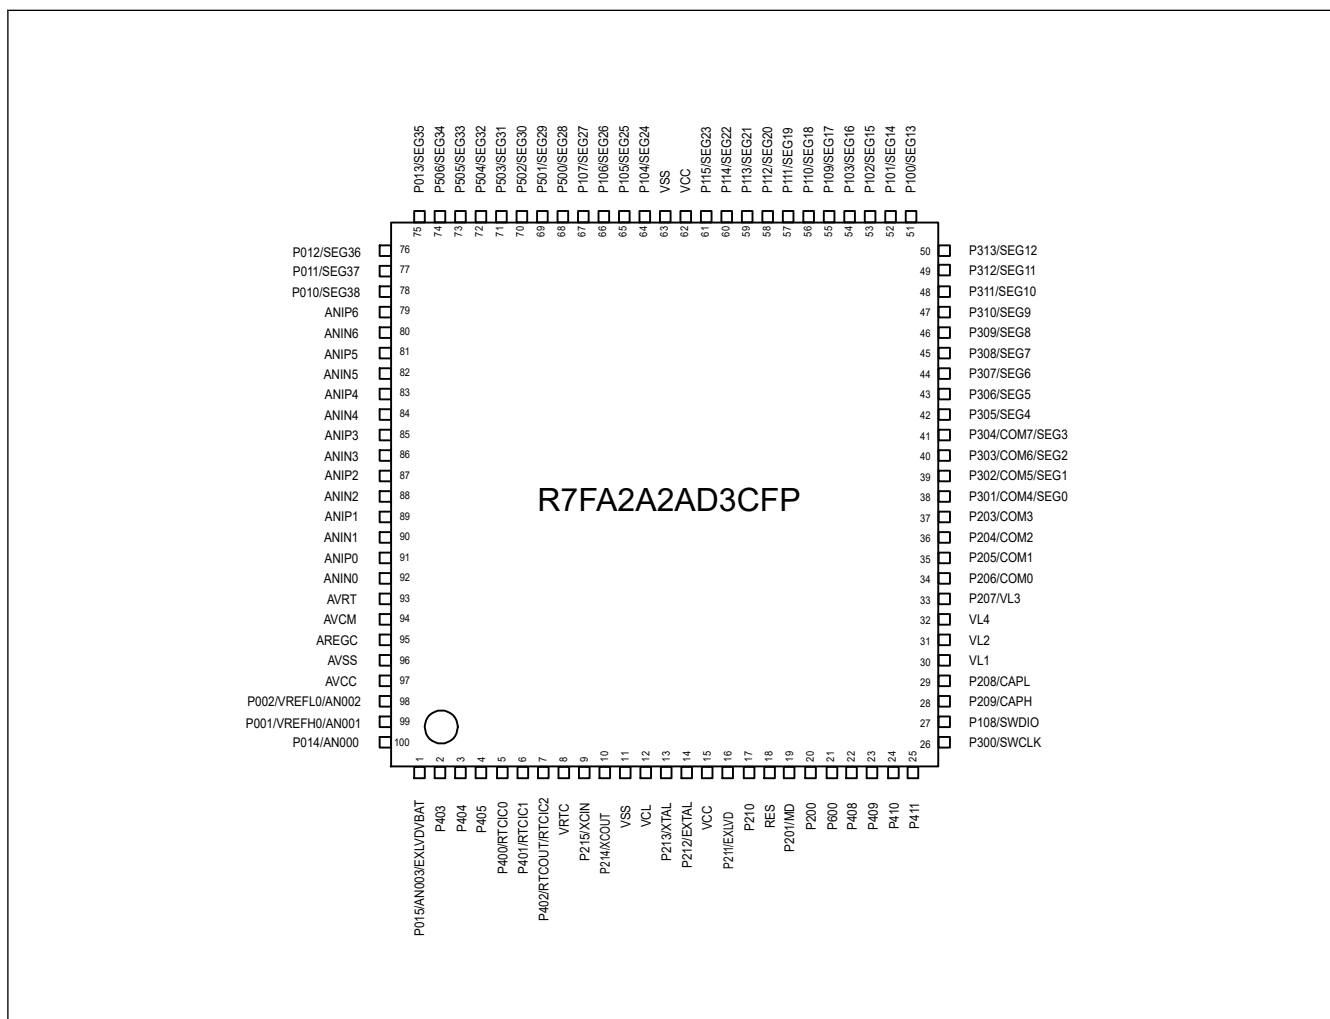 P013/SEG35
P506/SEG34
P505/SEG33
P504/SEG32
P503/SEG31
P502/SEG30
P501/SEG29
P500/SEG28
P107/SEG27
P106/SEG26
P105/SEG25
P104/SEG24
VSS
VCC
P115/SEG23
P114/SEG22
P113/SEG21
P112/SEG20
P111/SEG19
P110/SEG18
P109/SEG17
P103/SEG16
P102/SEG15
P101/SEG14
P100/SEG13
75
74
73
72
71
70
69
68
67
66
65
64
63
62
61
60
59
58
57
56
55
54
53
52
51
P012/SEG36 76
P011/SEG37 77
P010/SEG38 78
ANIP6 79
ANIN6 80
ANIP5 81
ANIN5 82
ANIP4 83
ANIN4 84
ANIP3 85
ANIN3 86
ANIP2 87
ANIN2 88
ANIP1 89
ANIN1 90
ANIP0 91
ANIN0 92
AVRT 93
AVCM 94
AREGC 95
AVSS 96
AVCC 97
P002/VREFL0/AN002 98
P001/VREFH0/AN001 99
P014/AN000 100
R7FA2A2AD3CFP
50 P313/SEG12
49 P312/SEG11
48 P311/SEG10
47 P310/SEG9
46 P309/SEG8
45 P308/SEG7
44 P307/SEG6
43 P306/SEG5
42 P305/SEG4
41 P304/COM7/SEG3
40 P303/COM6/SEG2
39 P302/COM5/SEG1
38 P301/COM4/SEG0
37 P203/COM3
36 P204/COM2
35 P205/COM1
34 P206/COM0
33 P207/VL3
32 VL4
31 VL2
30 VL1
29 P208/CAPL
28 P209/CAPH
27 P108/SWDIO
26 P300/SWCLK
1
2
3
4
5
6
7
8
9
10
11
12
13
14
15
16
17
18
19
20
21
22
23
24
25
P015/AN003/EXLVDVBAT
P403
P404
P405
P400/RTCIC0
P401/RTCIC1
P402/RTCOUT/RTCIC2
VRTC
P215/XCIN
P214/XCOUT
VSS
VCL
P213/XTAL
P212/EXTAL
VCC
P211/EXLVD
P210
RES
P201/MD
P200
P600
P408
P409
P410
P411